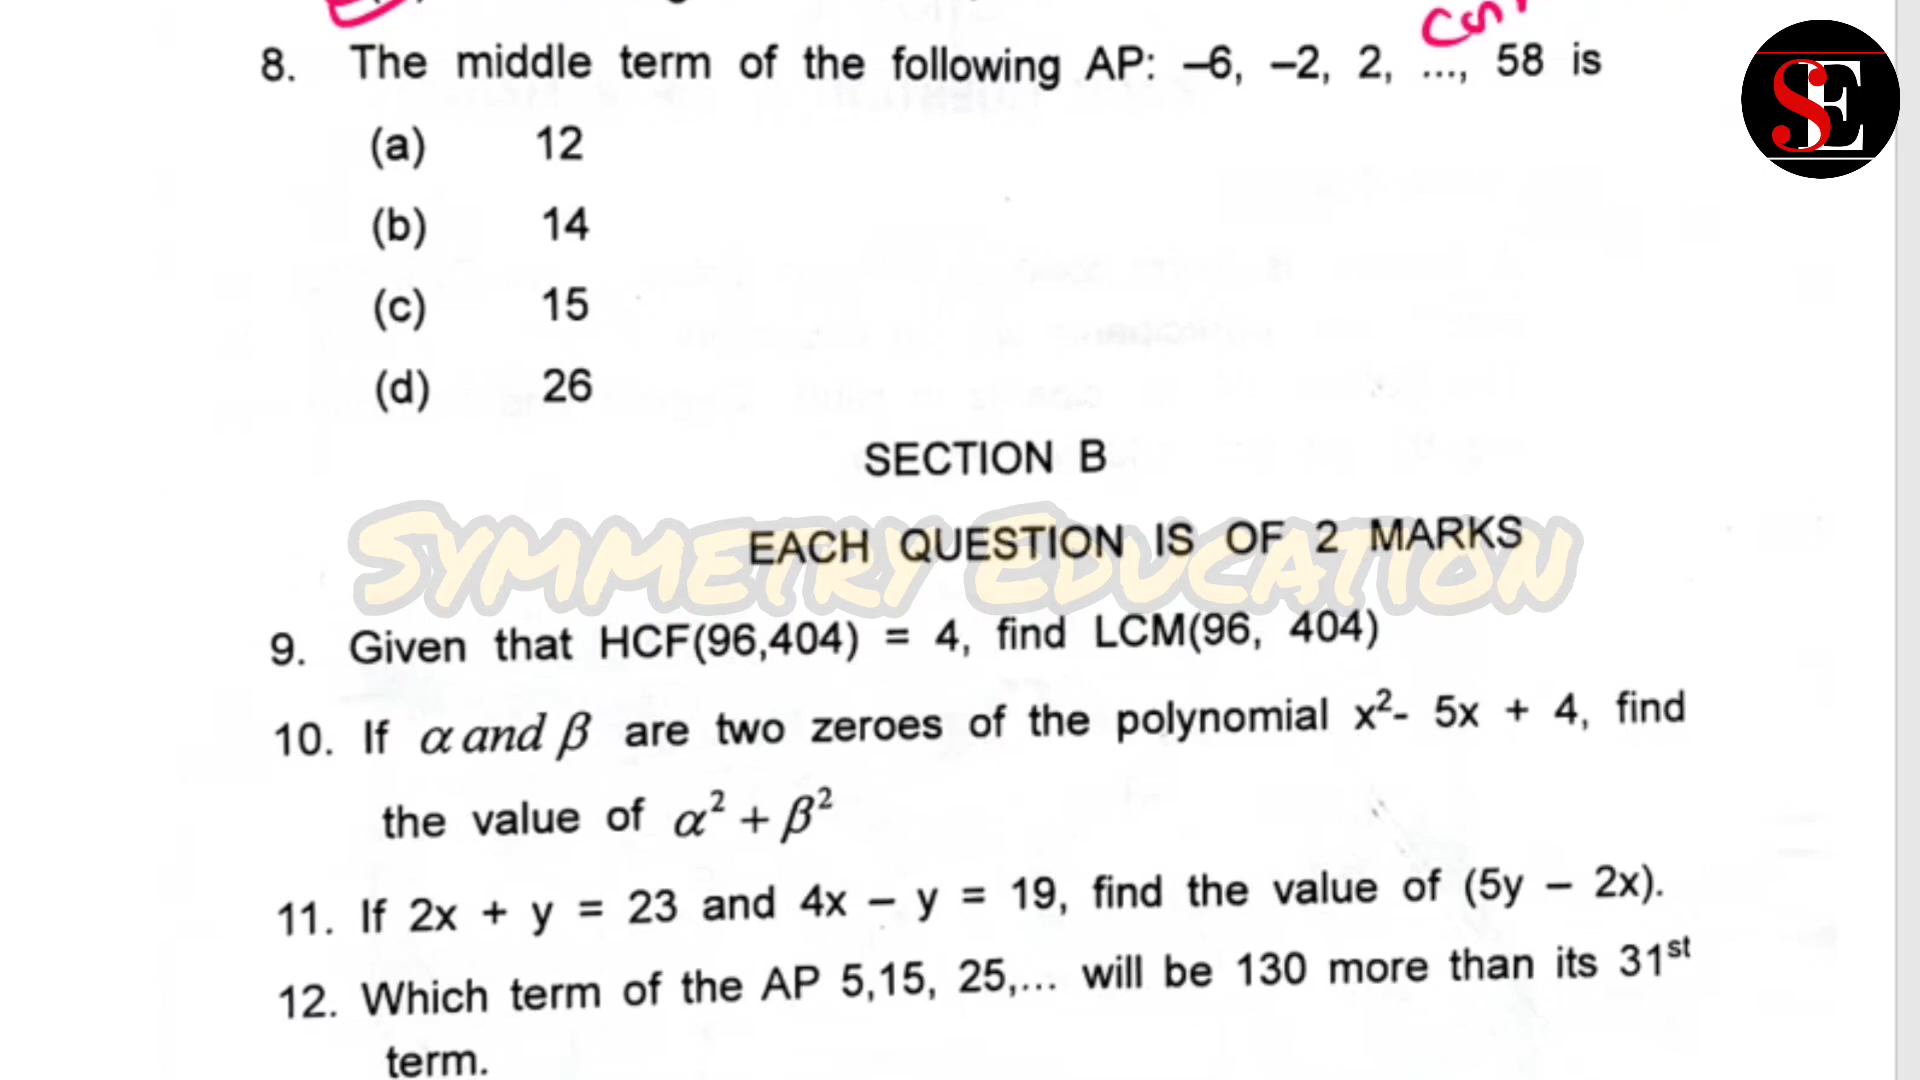 8. The middle term of the following AP: –6, –2, 2, ..., 58 is
(a) 12
(b) 14
(c) 15
(d) 26
SECTION B
EACH QUESTION IS OF 2 MARKS
SYMMETRY EDUCATION
9. Given that HCF(96,404) = 4, find LCM(96, 404)
10. If α and β are two zeroes of the polynomial x²- 5x + 4, find
the value of α² + β²
11. If 2x + y = 23 and 4x – y = 19, find the value of (5y – 2x).
12. Which term of the AP 5,15, 25,... will be 130 more than its 31st
term.
SE